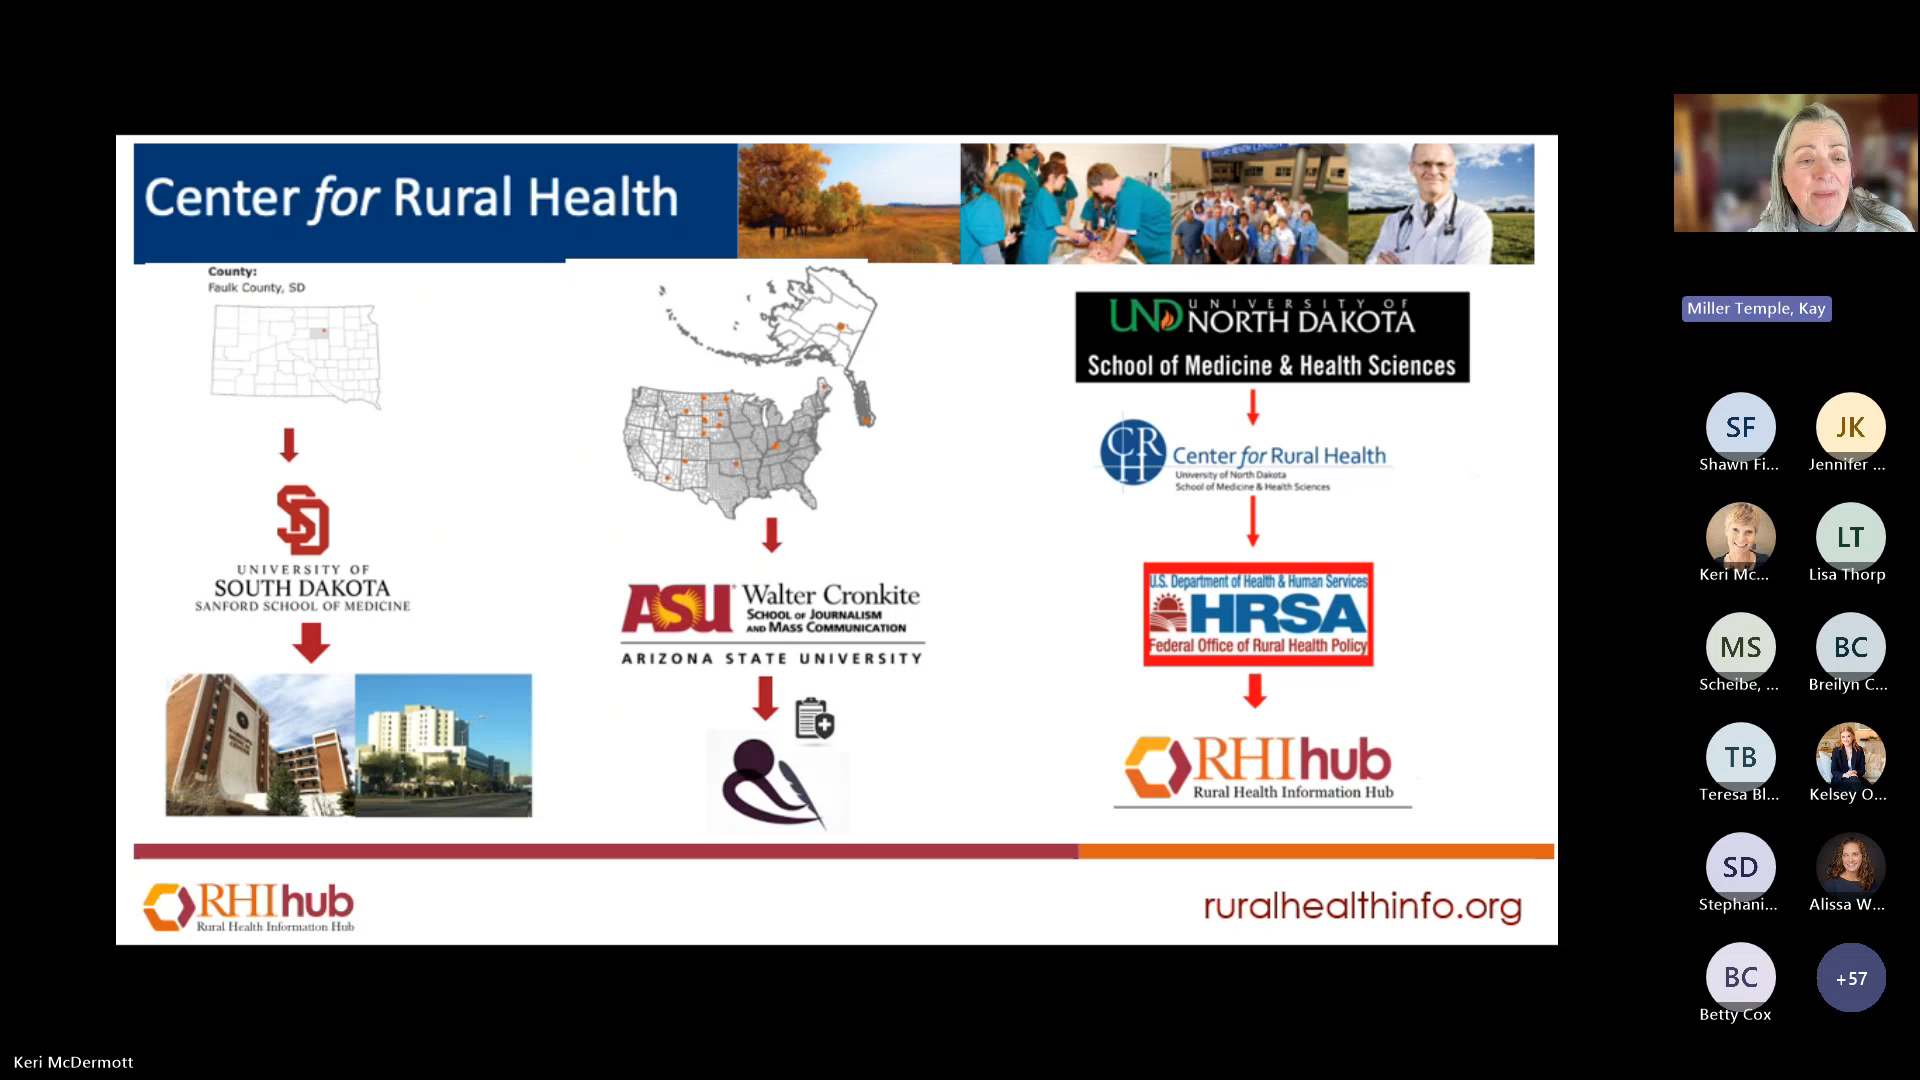 Center for Rural Health
County:
Faulk County, SD
SD
UNIVERSITY OF
SOUTH DAKOTA
SANFORD SCHOOL OF MEDICINE
ASU Walter Cronkite
SCHOOL OF JOURNALISM
AND MASS COMMUNICATION
ARIZONA STATE UNIVERSITY
UND UNIVERSITY OF
NORTH DAKOTA
School of Medicine & Health Sciences
CRH
Center for Rural Health
University of North Dakota
School of Medicine & Health Sciences
U.S. Department of Health & Human Services
HRSA
Federal Office of Rural Health Policy
RHIhub
Rural Health Information Hub
RHIhub
Rural Health Information Hub
ruralhealthinfo.org
Miller Temple, Kay
SF
Shawn Fi...
JK
Jennifer ...
Keri Mc...
LT
Lisa Thorp
MS
Scheibe, ...
BC
Breilyn C...
TB
Teresa Bl...
Kelsey O...
SD
Stephani...
Alissa W...
BC
Betty Cox
+57
Keri McDermott